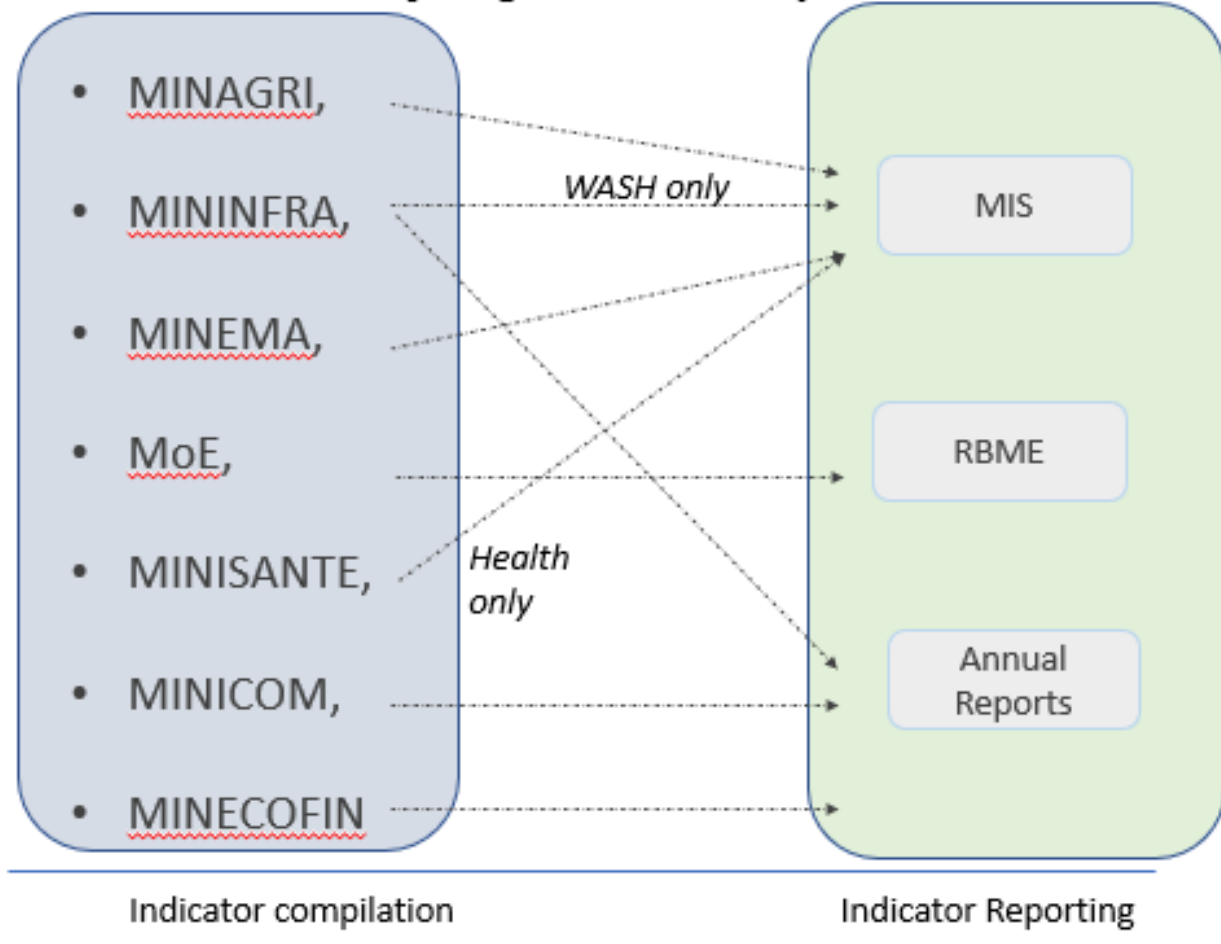 • MINAGRI,
• MININFRA,
• MINEMA,
• MoE,
• MINISANTE,
• MINICOM,
• MINECOFIN
WASH only
Health
only
MIS
RBME
Annual
Reports
Indicator compilation
Indicator Reporting